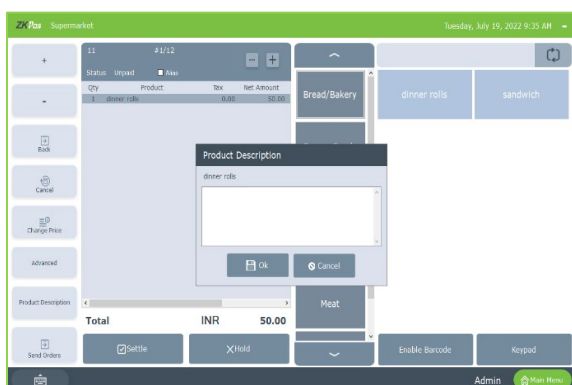 ZKPos Supermarket
Tuesday, July 19, 2022 9:35 AM
+
-
Back
Cancel
Change Price
Advanced
Product Description
Send Orders
11 #1/12
- +
Status Unpaid Alias
Qty Product Tax Net Amount
1 dinner rolls 0.00 50.00
Total INR 50.00
Settle
Hold
Bread/Bakery
Meat
dinner rolls
sandwich
Product Description
dinner rolls
Ok
Cancel
Enable Barcode
Keypad
Admin
Main Menu